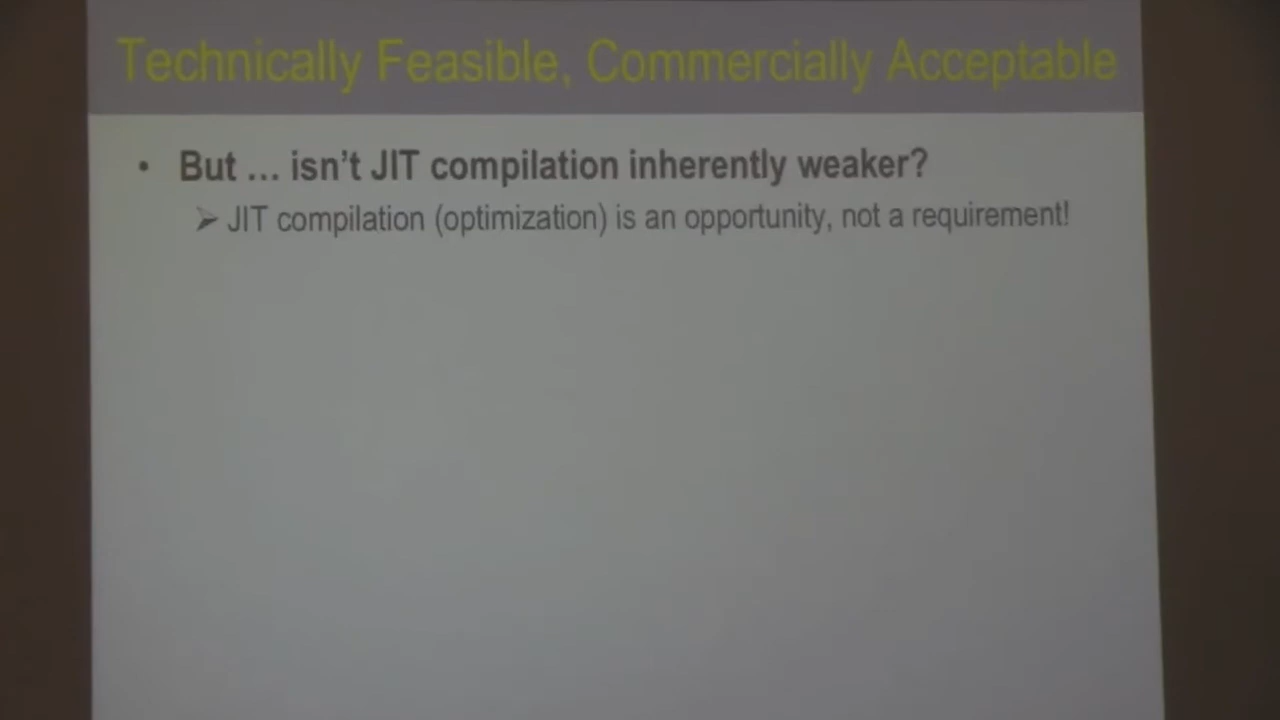 Technically Feasible, Commercially Acceptable
• But ... isn't JIT compilation inherently weaker?
➢ JIT compilation (optimization) is an opportunity, not a requirement!